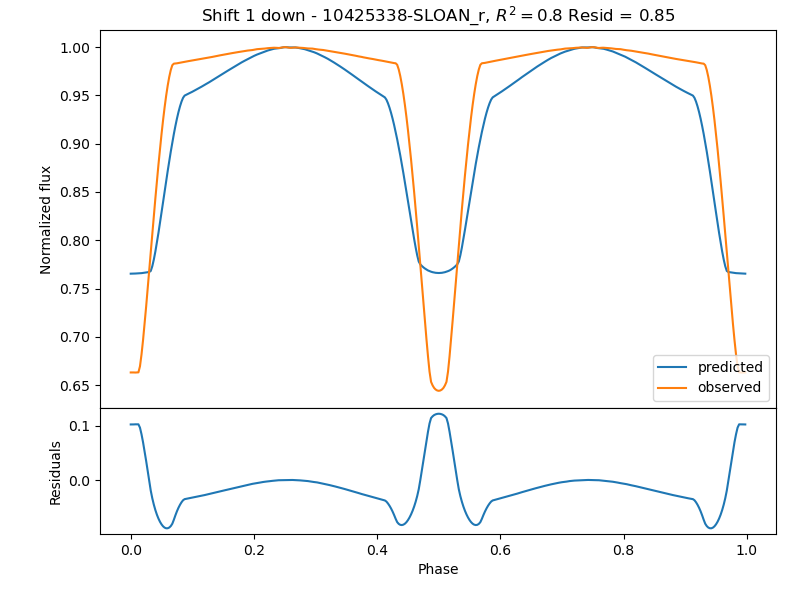 Shift 1 down - 10425338-SLOAN_r, R² = 0.8 Resid = 0.85
Normalized flux
1.00
0.95
0.90
0.85
0.80
0.75
0.70
0.65
predicted
observed
Residuals
0.1
0.0
0.0
0.2
0.4
0.6
0.8
1.0
Phase